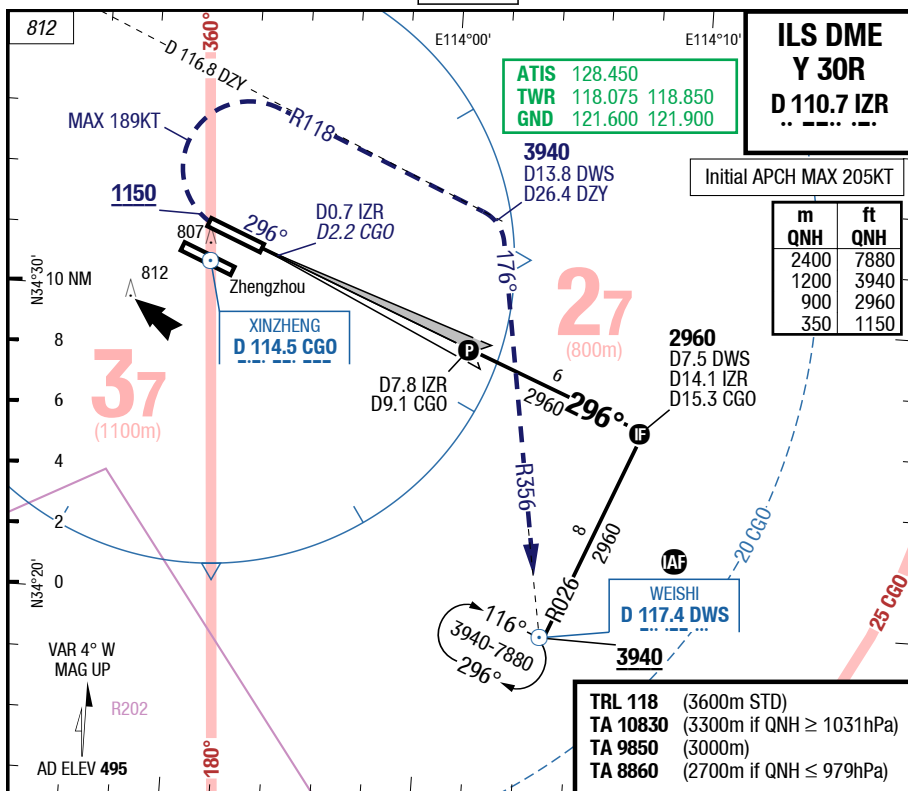 812
360°
E114°00'
E114°10'
ILS DME
Y 30R
D 110.7 IZR
D 116.8 DZY
ATIS 128.450
TWR 118.075 118.850
GND 121.600 121.900
MAX 189KT
R118
3940
D13.8 DWS
D26.4 DZY
Initial APCH MAX 205KT
m ft
QNH QNH
2400 7880
1200 3940
900 2960
350 1150
1150
296°
D0.7 IZR
D2.2 CGO
807
176°
N34°30'
10 NM
812
Zhengzhou
XINZHENG
D 114.5 CGO
27
(800m)
2960
D7.5 DWS
D14.1 IZR
D15.3 CGO
8
P
D7.8 IZR
D9.1 CGO
6
2960
296°
IF
37
(1100m)
6
4
R356
2
8
2960
20 CGO
N34°20'
0
IAF
R026
WEISHI
D 117.4 DWS
25 CGO
116°
3940-7880
296°
3940
VAR 4° W
MAG UP
R202
AD ELEV 495
180°
TRL 118 (3600m STD)
TA 10830 (3300m if QNH ≥ 1031hPa)
TA 9850 (3000m)
TA 8860 (2700m if QNH ≤ 979hPa)